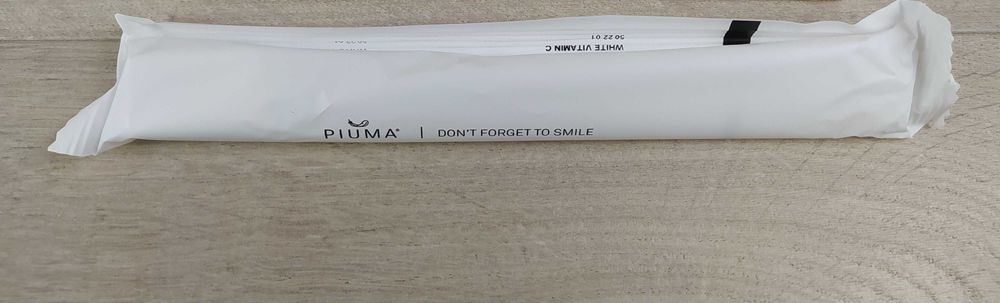 WHITE VITAMIN C
50 22 01
PIUMA® | DON'T FORGET TO SMILE